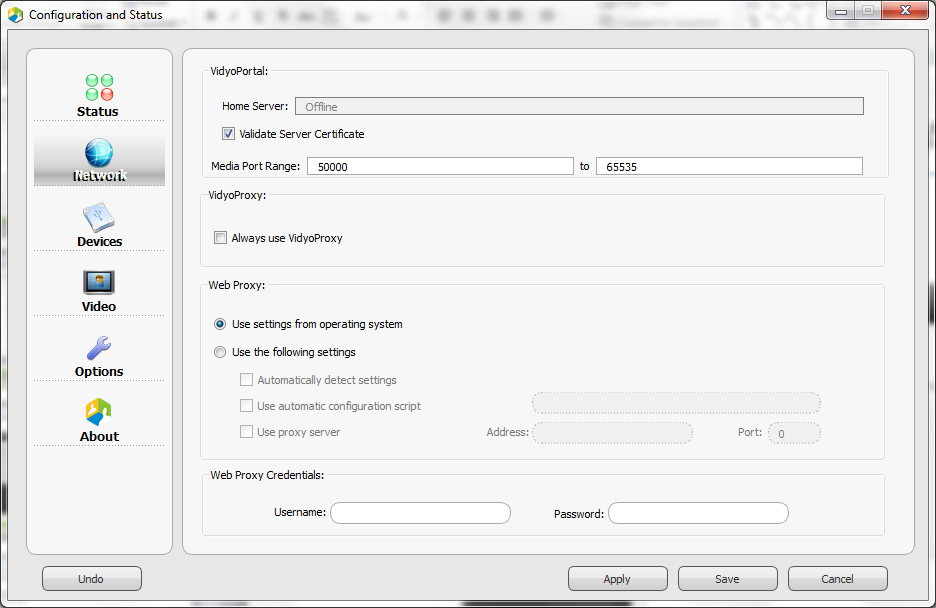 Configuration and Status
Status
Network
Devices
Video
Options
About
VidyoPortal:
Home Server: Offline
Validate Server Certificate
Media Port Range: 50000 to 65535
VidyoProxy:
Always use VidyoProxy
Web Proxy:
Use settings from operating system
Use the following settings
Automatically detect settings
Use automatic configuration script
Use proxy server Address: Port: 0
Web Proxy Credentials:
Username: Password:
Undo Apply Save Cancel